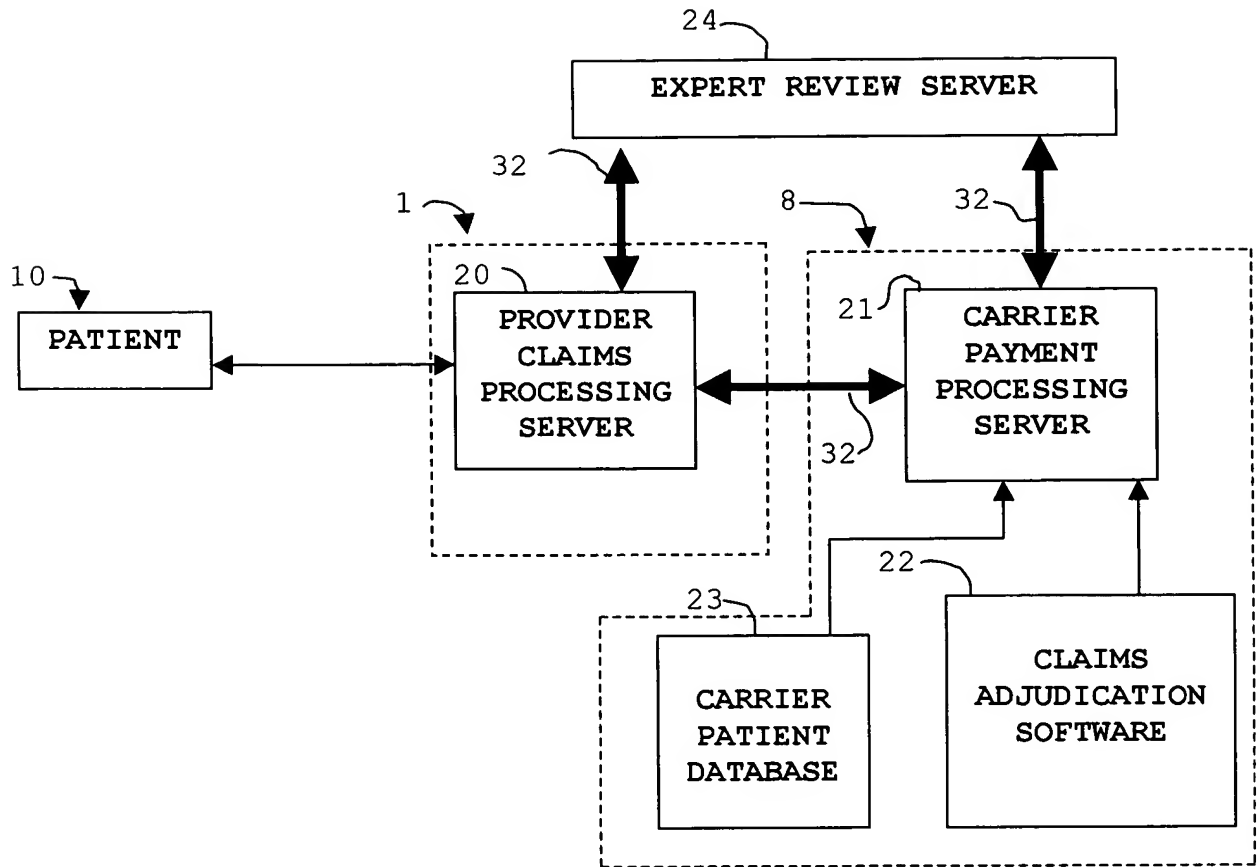 24
EXPERT REVIEW SERVER
32
32
1
8
10
20
21
PATIENT
PROVIDER
CLAIMS
PROCESSING
SERVER
CARRIER
PAYMENT
PROCESSING
SERVER
32
22
23
CARRIER
PATIENT
DATABASE
CLAIMS
ADJUDICATION
SOFTWARE